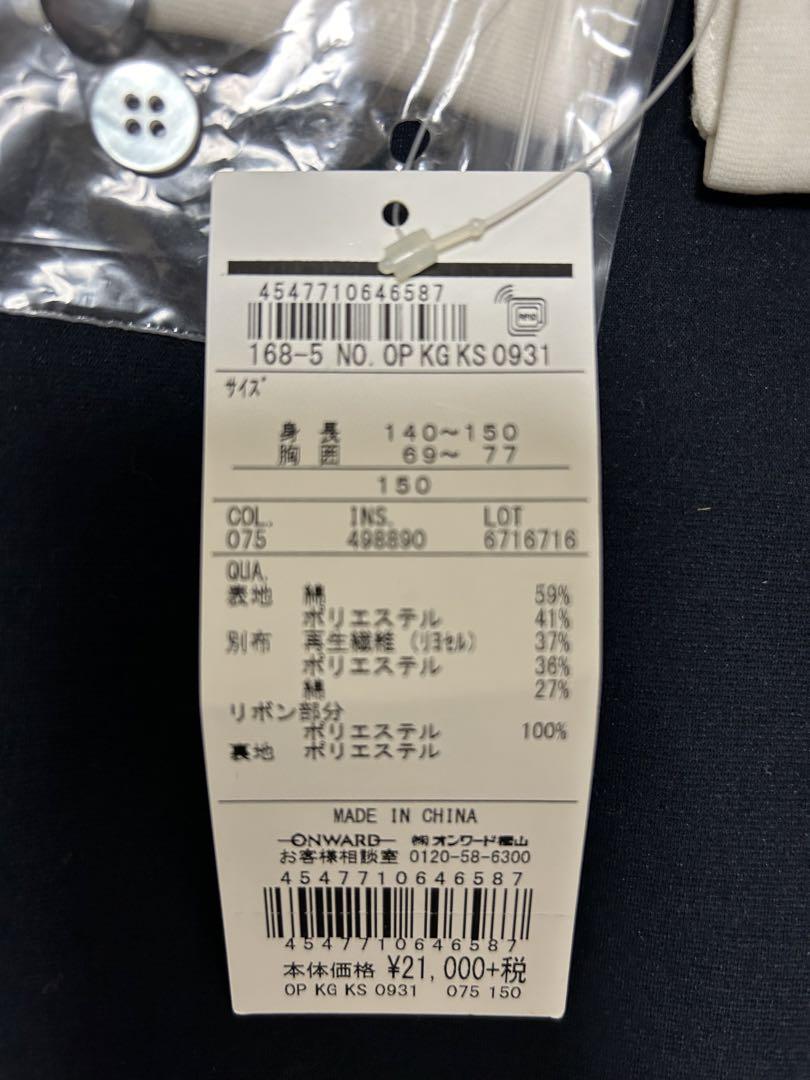 4547710646587
RFID
168-5 NO. OP KG KS 0931
サイズ
身 長 140~150
胸 囲 69~ 77
150
COL. INS. LOT
075 498890 6716716
QUA.
表地 綿 59%
ポリエステル 41%
別布 再生繊維 (リヨセル) 37%
ポリエステル 36%
綿 27%
リボン部分
ポリエステル 100%
裏地 ポリエステル
MADE IN CHINA
ONWARD ㈱オンワード樫山
お客様相談室 0120-58-6300
4547710646587
4547710646587
本体価格 ¥21,000+税
OP KG KS 0931 075 150